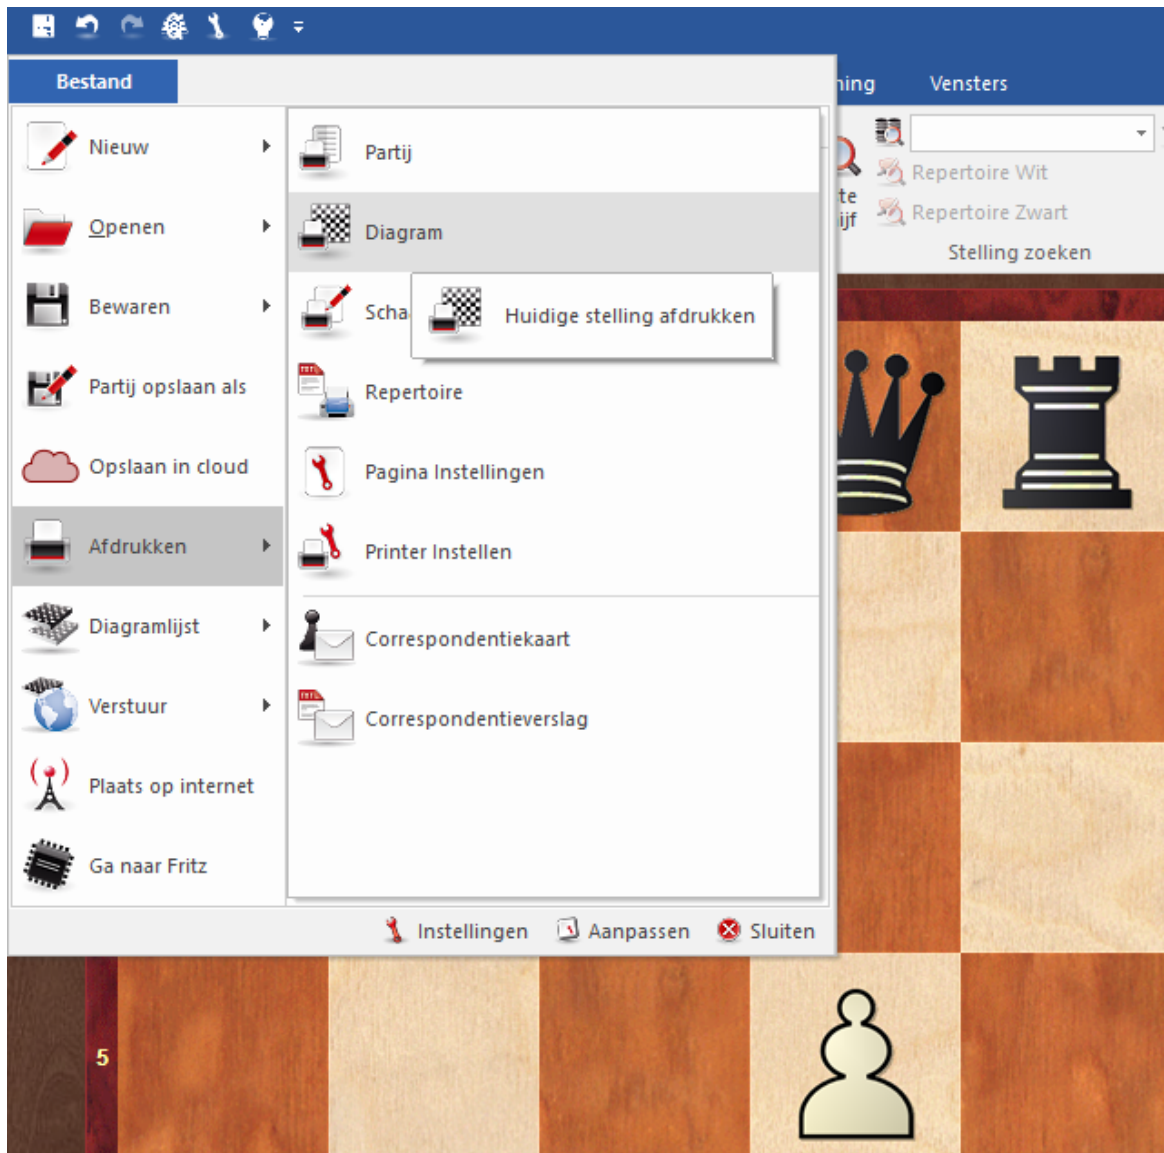 Bestand
ning
Vensters
Nieuw
Openen
Bewaren
Partij opslaan als
Opslaan in cloud
Afdrukken
Diagramlijst
Verstuur
Plaats op internet
Ga naar Fritz
Partij
Diagram
Scha
Huidige stelling afdrukken
Repertoire
Pagina Instellingen
Printer Instellen
Correspondentiekaart
Correspondentieverslag
Instellingen
Aanpassen
Sluiten
te
ijf
Repertoire Wit
Repertoire Zwart
Stelling zoeken
5